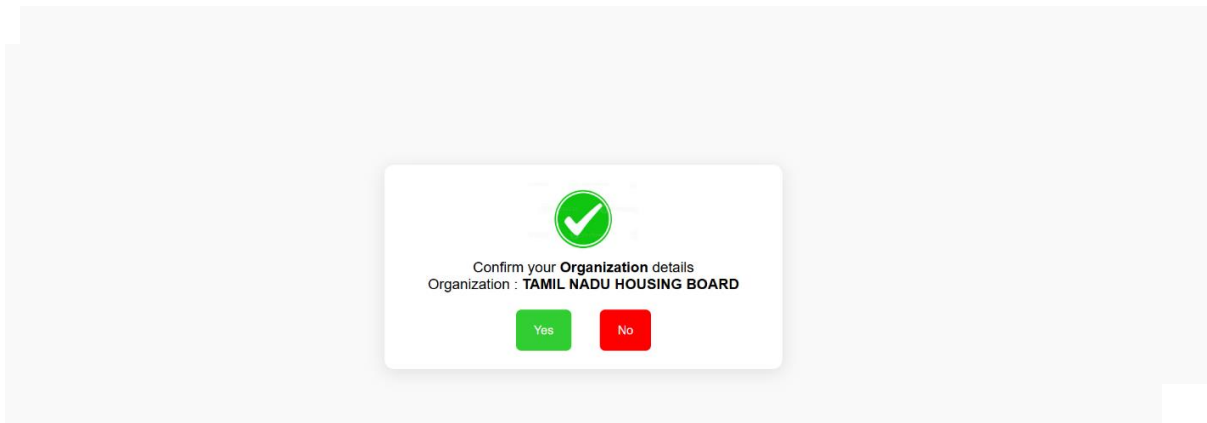 Confirm your Organization details
Organization : TAMIL NADU HOUSING BOARD
Yes No